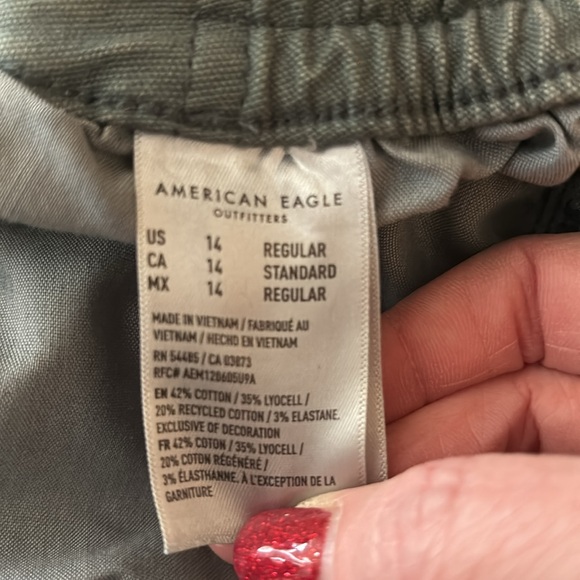 AMERICAN EAGLE
OUTFITTERS
US 14 REGULAR
CA 14 STANDARD
MX 14 REGULAR
MADE IN VIETNAM / FABRIQUÉ AU
VIETNAM / HECHO EN VIETNAM
RN 54485 / CA 03873
RFC# AEM120605U9A
EN 42% COTTON / 35% LYOCELL /
20% RECYCLED COTTON / 3% ELASTANE.
EXCLUSIVE OF DECORATION
FR 42% COTON / 35% LYOCELL /
20% COTON RÉGÉNÉRÉ /
3% ÉLASTHANNE. À L'EXCEPTION DE LA
GARNITURE